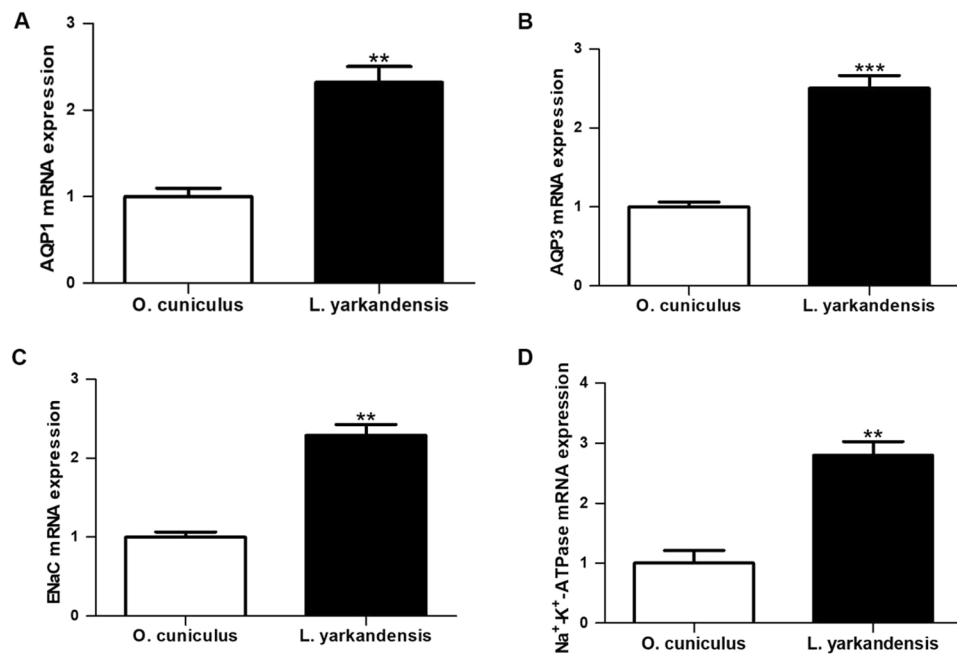 A
AQP1 mRNA expression
3
2
1
0
**
O. cuniculus
L. yarkandensis
B
AQP3 mRNA expression
3
2
1
0
***
O. cuniculus
L. yarkandensis
C
ENaC mRNA expression
3
2
1
0
**
O. cuniculus
L. yarkandensis
D
Na⁺-K⁺-ATPase mRNA expression
4
3
2
1
0
**
O. cuniculus
L. yarkandensis